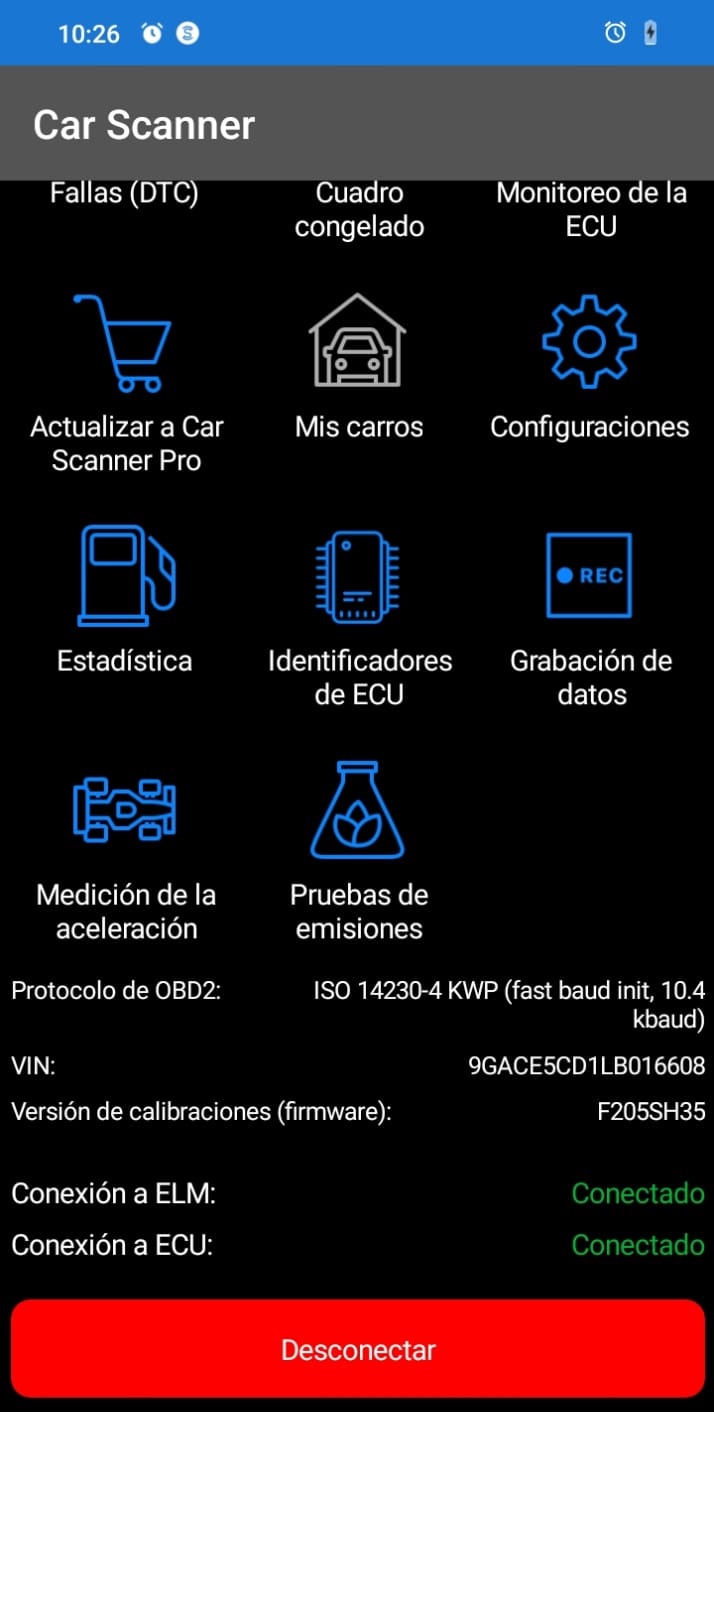 10:26
Car Scanner
Fallas (DTC)
Cuadro
congelado
Monitoreo de la
ECU
Actualizar a Car
Scanner Pro
Mis carros
Configuraciones
Estadística
Identificadores
de ECU
REC
Grabación de
datos
Medición de la
aceleración
Pruebas de
emisiones
Protocolo de OBD2:
ISO 14230-4 KWP (fast baud init, 10.4
kbaud)
VIN:
9GACE5CD1LB016608
Versión de calibraciones (firmware):
F205SH35
Conexión a ELM:
Conectado
Conexión a ECU:
Conectado
Desconectar